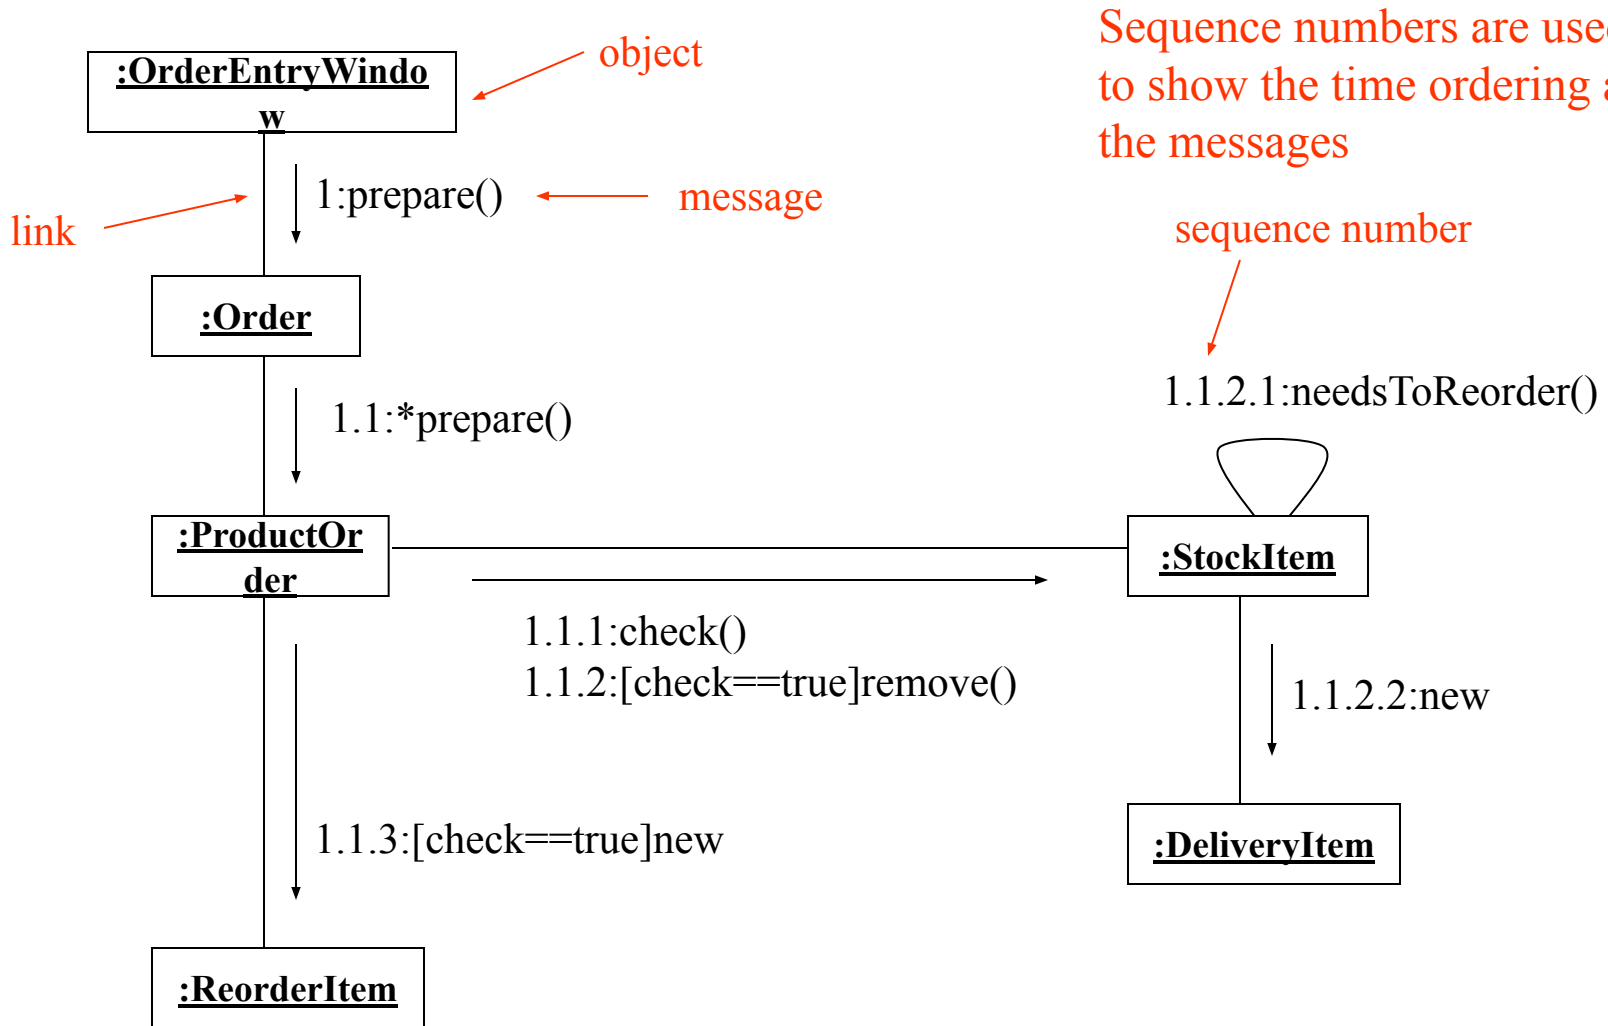 Sequence numbers are used
to show the time ordering a
the messages
:OrderEntryWindo
w
object
1:prepare()
message
link
sequence number
:Order
1.1.2.1:needsToReorder()
1.1:*prepare()
:ProductOr
der
:StockItem
1.1.1:check()
1.1.2:[check==true]remove()
1.1.2.2:new
1.1.3:[check==true]new
:DeliveryItem
:ReorderItem